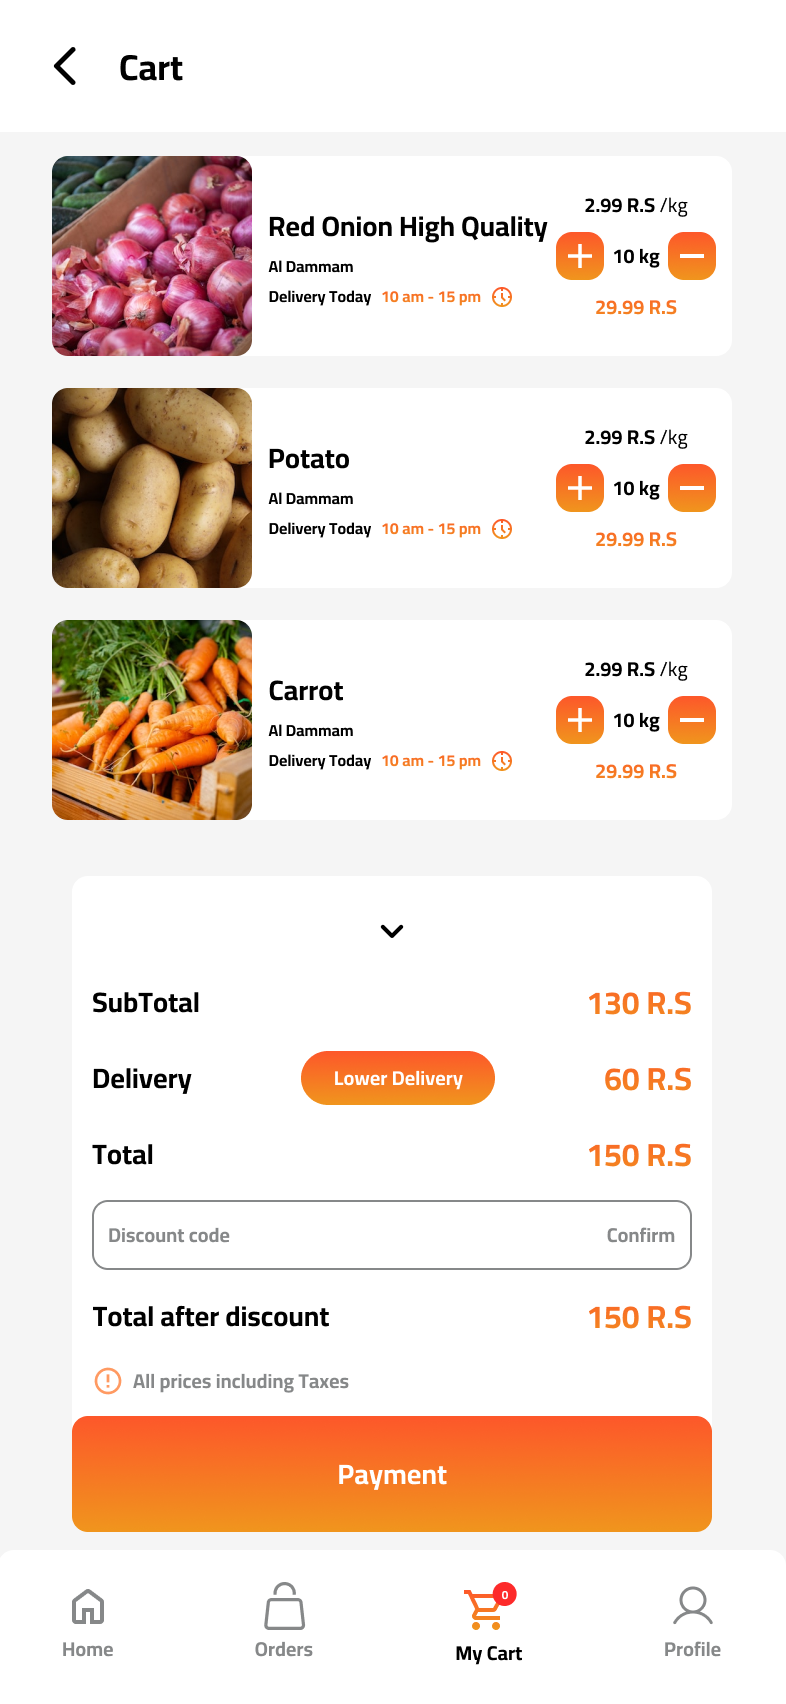 Cart
Red Onion High Quality
Al Dammam
Delivery Today 10 am - 15 pm
2.99 R.S /kg
10 kg
29.99 R.S
Potato
Al Dammam
Delivery Today 10 am - 15 pm
2.99 R.S /kg
10 kg
29.99 R.S
Carrot
Al Dammam
Delivery Today 10 am - 15 pm
2.99 R.S /kg
10 kg
29.99 R.S
SubTotal 130 R.S
Delivery Lower Delivery 60 R.S
Total 150 R.S
Discount code Confirm
Total after discount 150 R.S
All prices including Taxes
Payment
0
Home Orders My Cart Profile